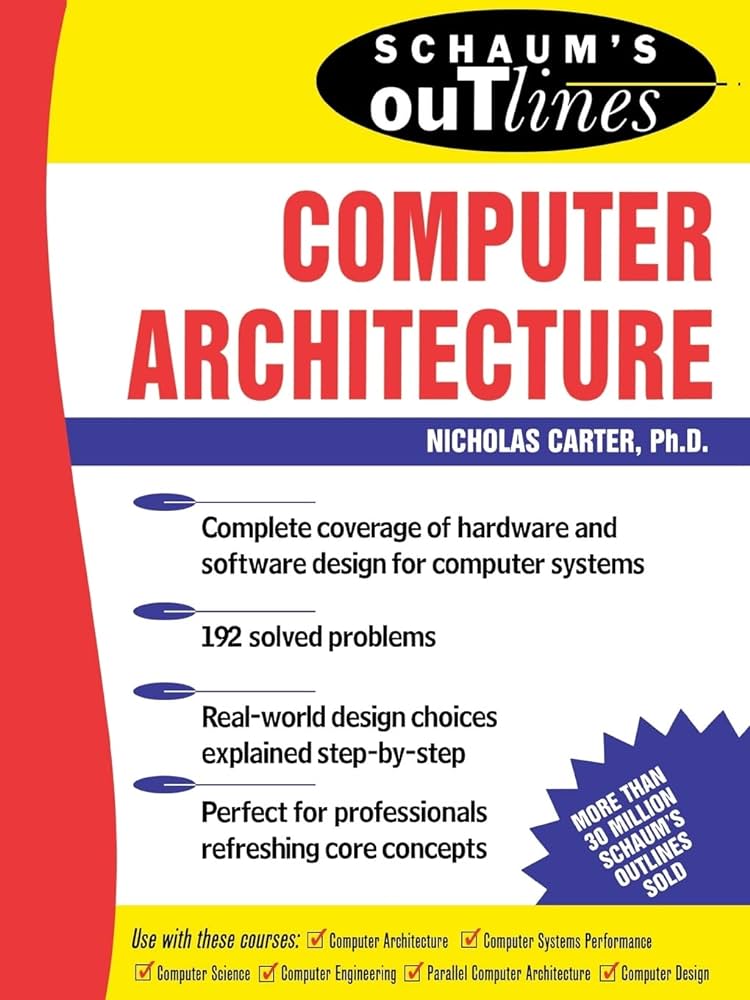 SCHAUM'S
ouTlines
COMPUTER
ARCHITECTURE
NICHOLAS CARTER, Ph.D.
Complete coverage of hardware and
software design for computer systems
192 solved problems
Real-world design choices
explained step-by-step
Perfect for professionals
refreshing core concepts
MORE THAN
30 MILLION
SCHAUM'S
OUTLINES
SOLD
Use with these courses: ☑ Computer Architecture ☑ Computer Systems Performance
☑ Computer Science ☑ Computer Engineering ☑ Parallel Computer Architecture ☑ Computer Design